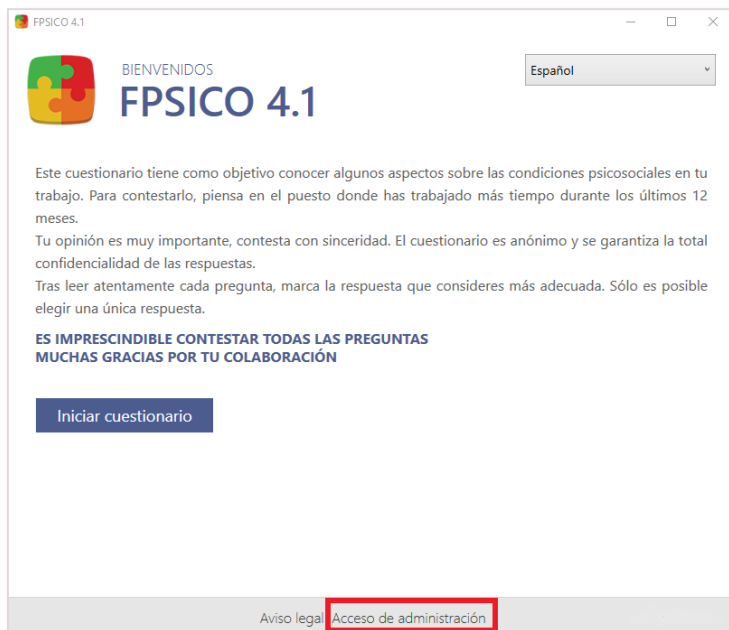 FPSICO 4.1
BIENVENIDOS
FPSICO 4.1
Español
Este cuestionario tiene como objetivo conocer algunos aspectos sobre las condiciones psicosociales en tu
trabajo. Para contestarlo, piensa en el puesto donde has trabajado más tiempo durante los últimos 12
meses.
Tu opinión es muy importante, contesta con sinceridad. El cuestionario es anónimo y se garantiza la total
confidencialidad de las respuestas.
Tras leer atentamente cada pregunta, marca la respuesta que consideres más adecuada. Sólo es posible
elegir una única respuesta.
ES IMPRESCINDIBLE CONTESTAR TODAS LAS PREGUNTAS
MUCHAS GRACIAS POR TU COLABORACIÓN
Iniciar cuestionario
Aviso legal Acceso de administración